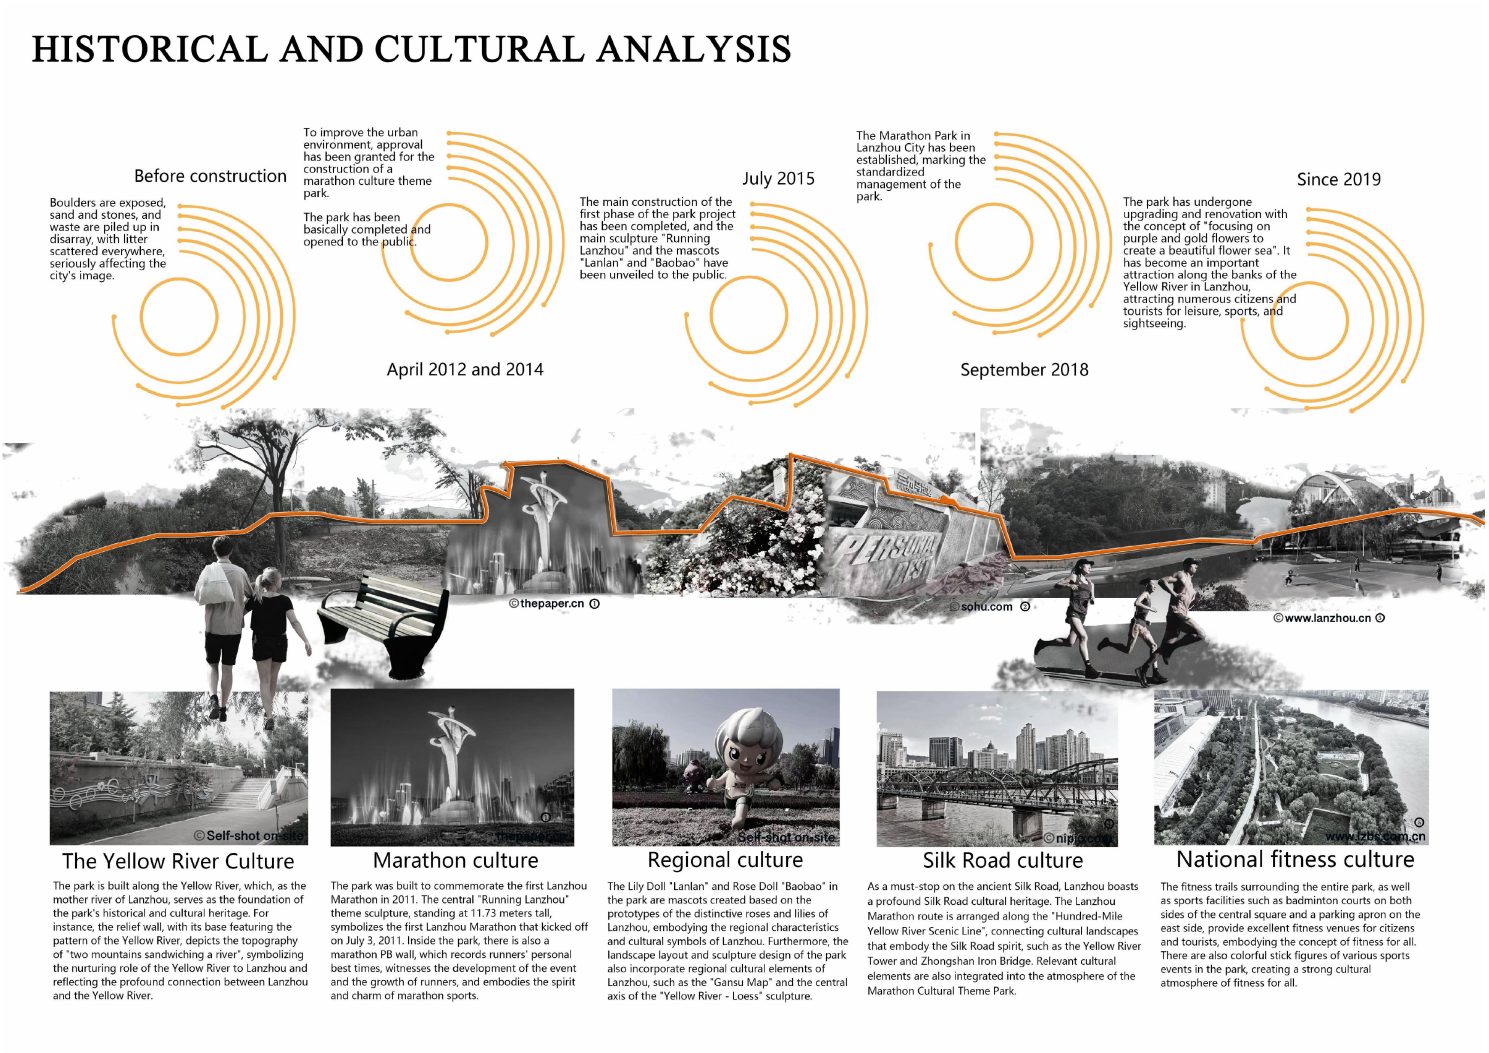 HISTORICAL AND CULTURAL ANALYSIS
Before construction
Boulders are exposed,
sand and stones, and
waste are piled up in
disarray, with litter
scattered everywhere,
seriously affecting the
city's image.
To improve the urban
environment, approval
has been granted for the
construction of a
marathon culture theme
park.
The park has been
basically completed and
opened to the public.
April 2012 and 2014
July 2015
The main construction of the
first phase of the park project
has been completed, and the
main sculpture "Running
Lanzhou" and the mascots
"Lanlan" and "Baobao" have
been unveiled to the public.
The Marathon Park in
Lanzhou City has been
established, marking the
standardized
management of the
park.
September 2018
Since 2019
The park has undergone
upgrading and renovation with
the concept of "focusing on
purple and gold flowers to
create a beautiful flower sea". It
has become an important
attraction along the banks of the
Yellow River in Lanzhou,
attracting numerous citizens and
tourists for leisure, sports, and
sightseeing.
PERSONAL
BEST
©thepaper.cn ①
©sohu.com ②
©www.lanzhou.cn ③
©Self-shot on-site
thepaper.cn
Self-shot on-site
www.lzbs.com.cn
The Yellow River Culture
The park is built along the Yellow River, which, as the
mother river of Lanzhou, serves as the foundation of
the park's historical and cultural heritage. For
instance, the relief wall, with its base featuring the
pattern of the Yellow River, depicts the topography
of "two mountains sandwiching a river", symbolizing
the nurturing role of the Yellow River to Lanzhou and
reflecting the profound connection between Lanzhou
and the Yellow River.
Marathon culture
The park was built to commemorate the first Lanzhou
Marathon in 2011. The central "Running Lanzhou"
theme sculpture, standing at 11.73 meters tall,
symbolizes the first Lanzhou Marathon that kicked off
on July 3, 2011. Inside the park, there is also a
marathon PB wall, which records runners' personal
best times, witnesses the development of the event
and the growth of runners, and embodies the spirit
and charm of marathon sports.
Regional culture
The Lily Doll "Lanlan" and Rose Doll "Baobao" in
the park are mascots created based on the
prototypes of the distinctive roses and lilies of
Lanzhou, embodying the regional characteristics
and cultural symbols of Lanzhou. Furthermore, the
landscape layout and sculpture design of the park
also incorporate regional cultural elements of
Lanzhou, such as the "Gansu Map" and the central
axis of the "Yellow River - Loess" sculpture.
Silk Road culture
As a must-stop on the ancient Silk Road, Lanzhou boasts
a profound Silk Road cultural heritage. The Lanzhou
Marathon route is arranged along the "Hundred-Mile
Yellow River Scenic Line", connecting cultural landscapes
that embody the Silk Road spirit, such as the Yellow River
Tower and Zhongshan Iron Bridge. Relevant cultural
elements are also integrated into the atmosphere of the
Marathon Cultural Theme Park.
National fitness culture
The fitness trails surrounding the entire park, as well
as sports facilities such as badminton courts on both
sides of the central square and a parking apron on the
east side, provide excellent fitness venues for citizens
and tourists, embodying the concept of fitness for all.
There are also colorful stick figures of various sports
events in the park, creating a strong cultural
atmosphere of fitness for all.